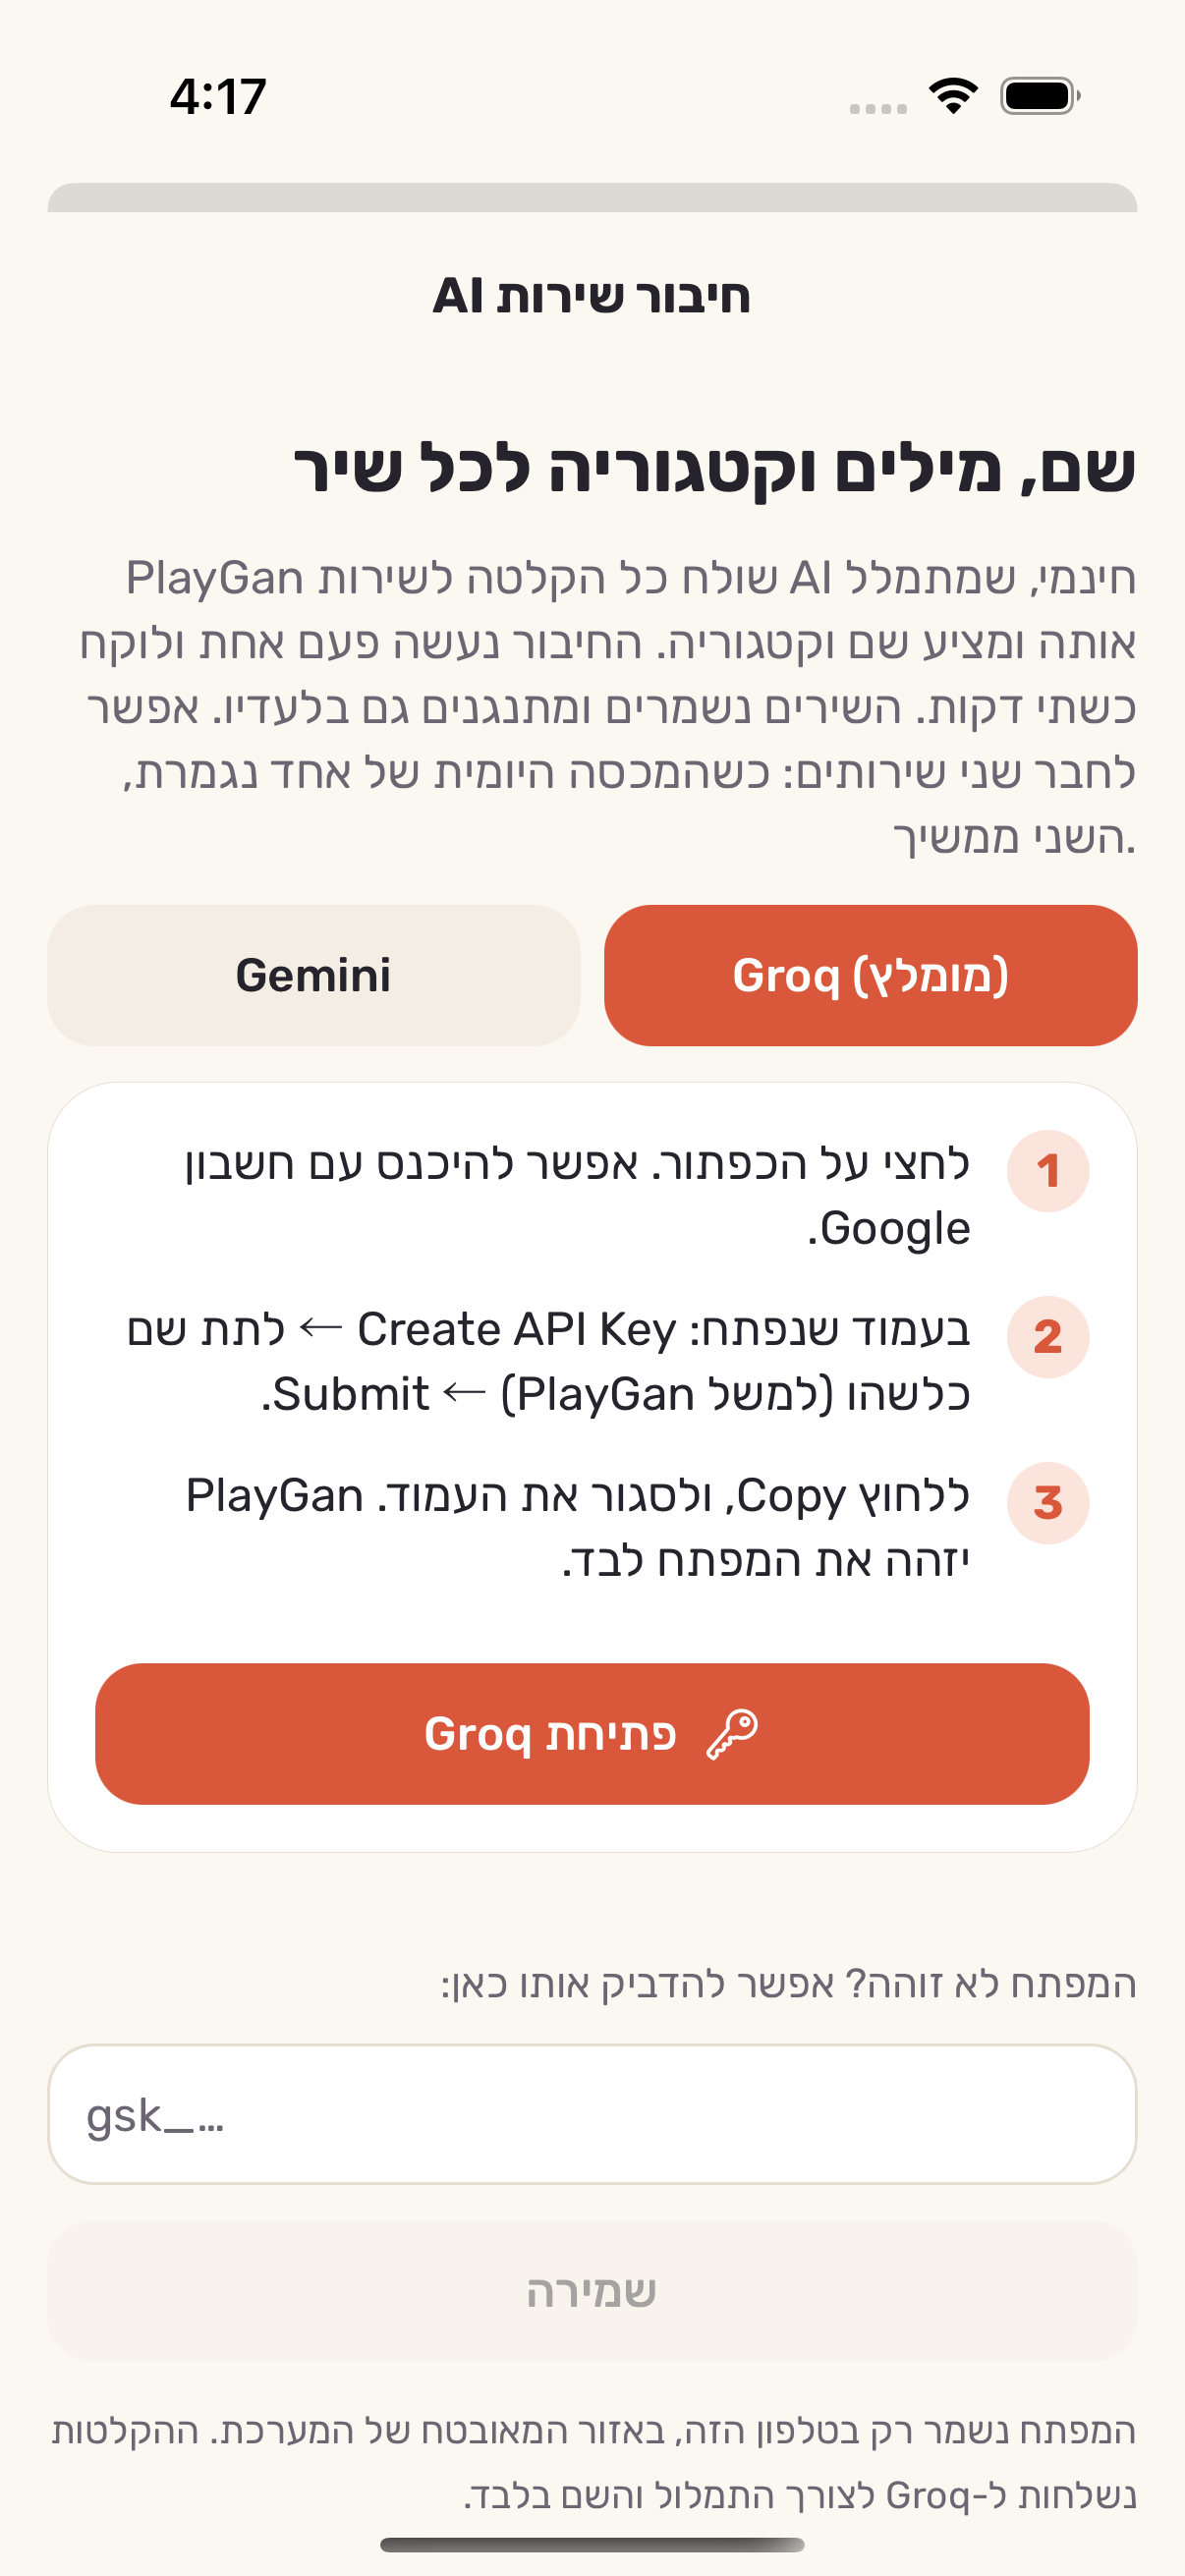 4:17
חיבור שירות AI
שם, מילים וקטגוריה לכל שיר
PlayGan שולח כל הקלטה לשירות AI חינמי, שמתמלל
אותה ומציע שם וקטגוריה. החיבור נעשה פעם אחת ולוקח
כשתי דקות. השירים נשמרים ומתנגנים גם בלעדיו. אפשר
לחבר שני שירותים: כשהמכסה היומית של אחד נגמרת,
השני ממשיך.
Groq (מומלץ)
Gemini
1
לחצי על הכפתור. אפשר להיכנס עם חשבון
Google.
2
בעמוד שנפתח: Create API Key ← לתת שם
כלשהו (למשל PlayGan) ← Submit.
3
ללחוץ Copy, ולסגור את העמוד. PlayGan
יזהה את המפתח לבד.
פתיחת Groq
המפתח לא זוהה? אפשר להדביק אותו כאן:
gsk_…
שמירה
המפתח נשמר רק בטלפון הזה, באזור המאובטח של המערכת. ההקלטות
נשלחות ל-Groq לצורך התמלול והשם בלבד.